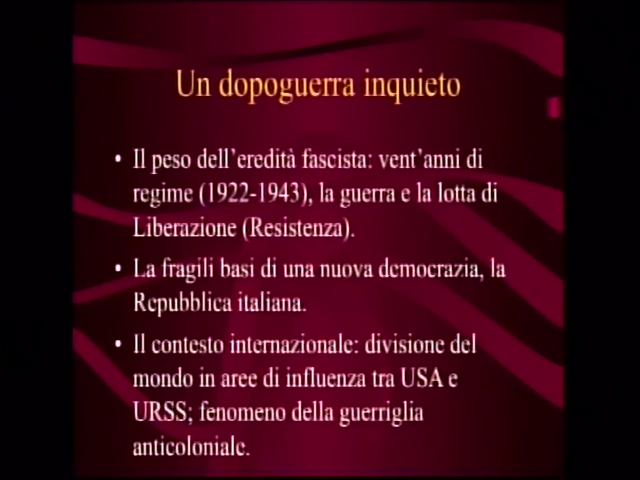 Un dopoguerra inquieto
• Il peso dell'eredità fascista: vent'anni di
regime (1922-1943), la guerra e la lotta di
Liberazione (Resistenza).
• La fragili basi di una nuova democrazia, la
Repubblica italiana.
• Il contesto internazionale: divisione del
mondo in aree di influenza tra USA e
URSS; fenomeno della guerriglia
anticoloniale.